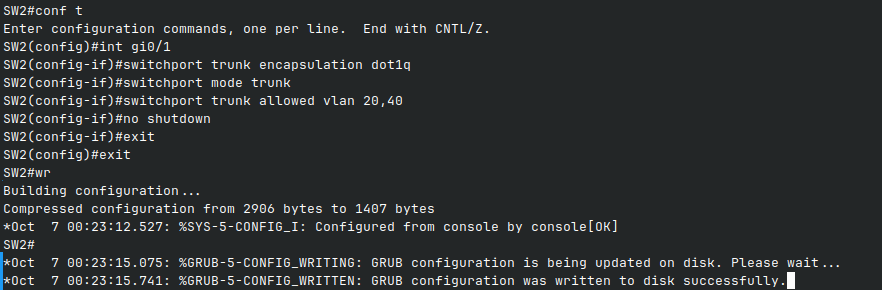 SW2#conf t
Enter configuration commands, one per line.  End with CNTL/Z.
SW2(config)#int gi0/1
SW2(config-if)#switchport trunk encapsulation dot1q
SW2(config-if)#switchport mode trunk
SW2(config-if)#switchport trunk allowed vlan 20,40
SW2(config-if)#no shutdown
SW2(config-if)#exit
SW2(config)#exit
SW2#wr
Building configuration...
Compressed configuration from 2906 bytes to 1407 bytes
*Oct  7 00:23:12.527: %SYS-5-CONFIG_I: Configured from console by console[OK]
SW2#
*Oct  7 00:23:15.075: %GRUB-5-CONFIG_WRITING: GRUB configuration is being updated on disk. Please wait...
*Oct  7 00:23:15.741: %GRUB-5-CONFIG_WRITTEN: GRUB configuration was written to disk successfully.